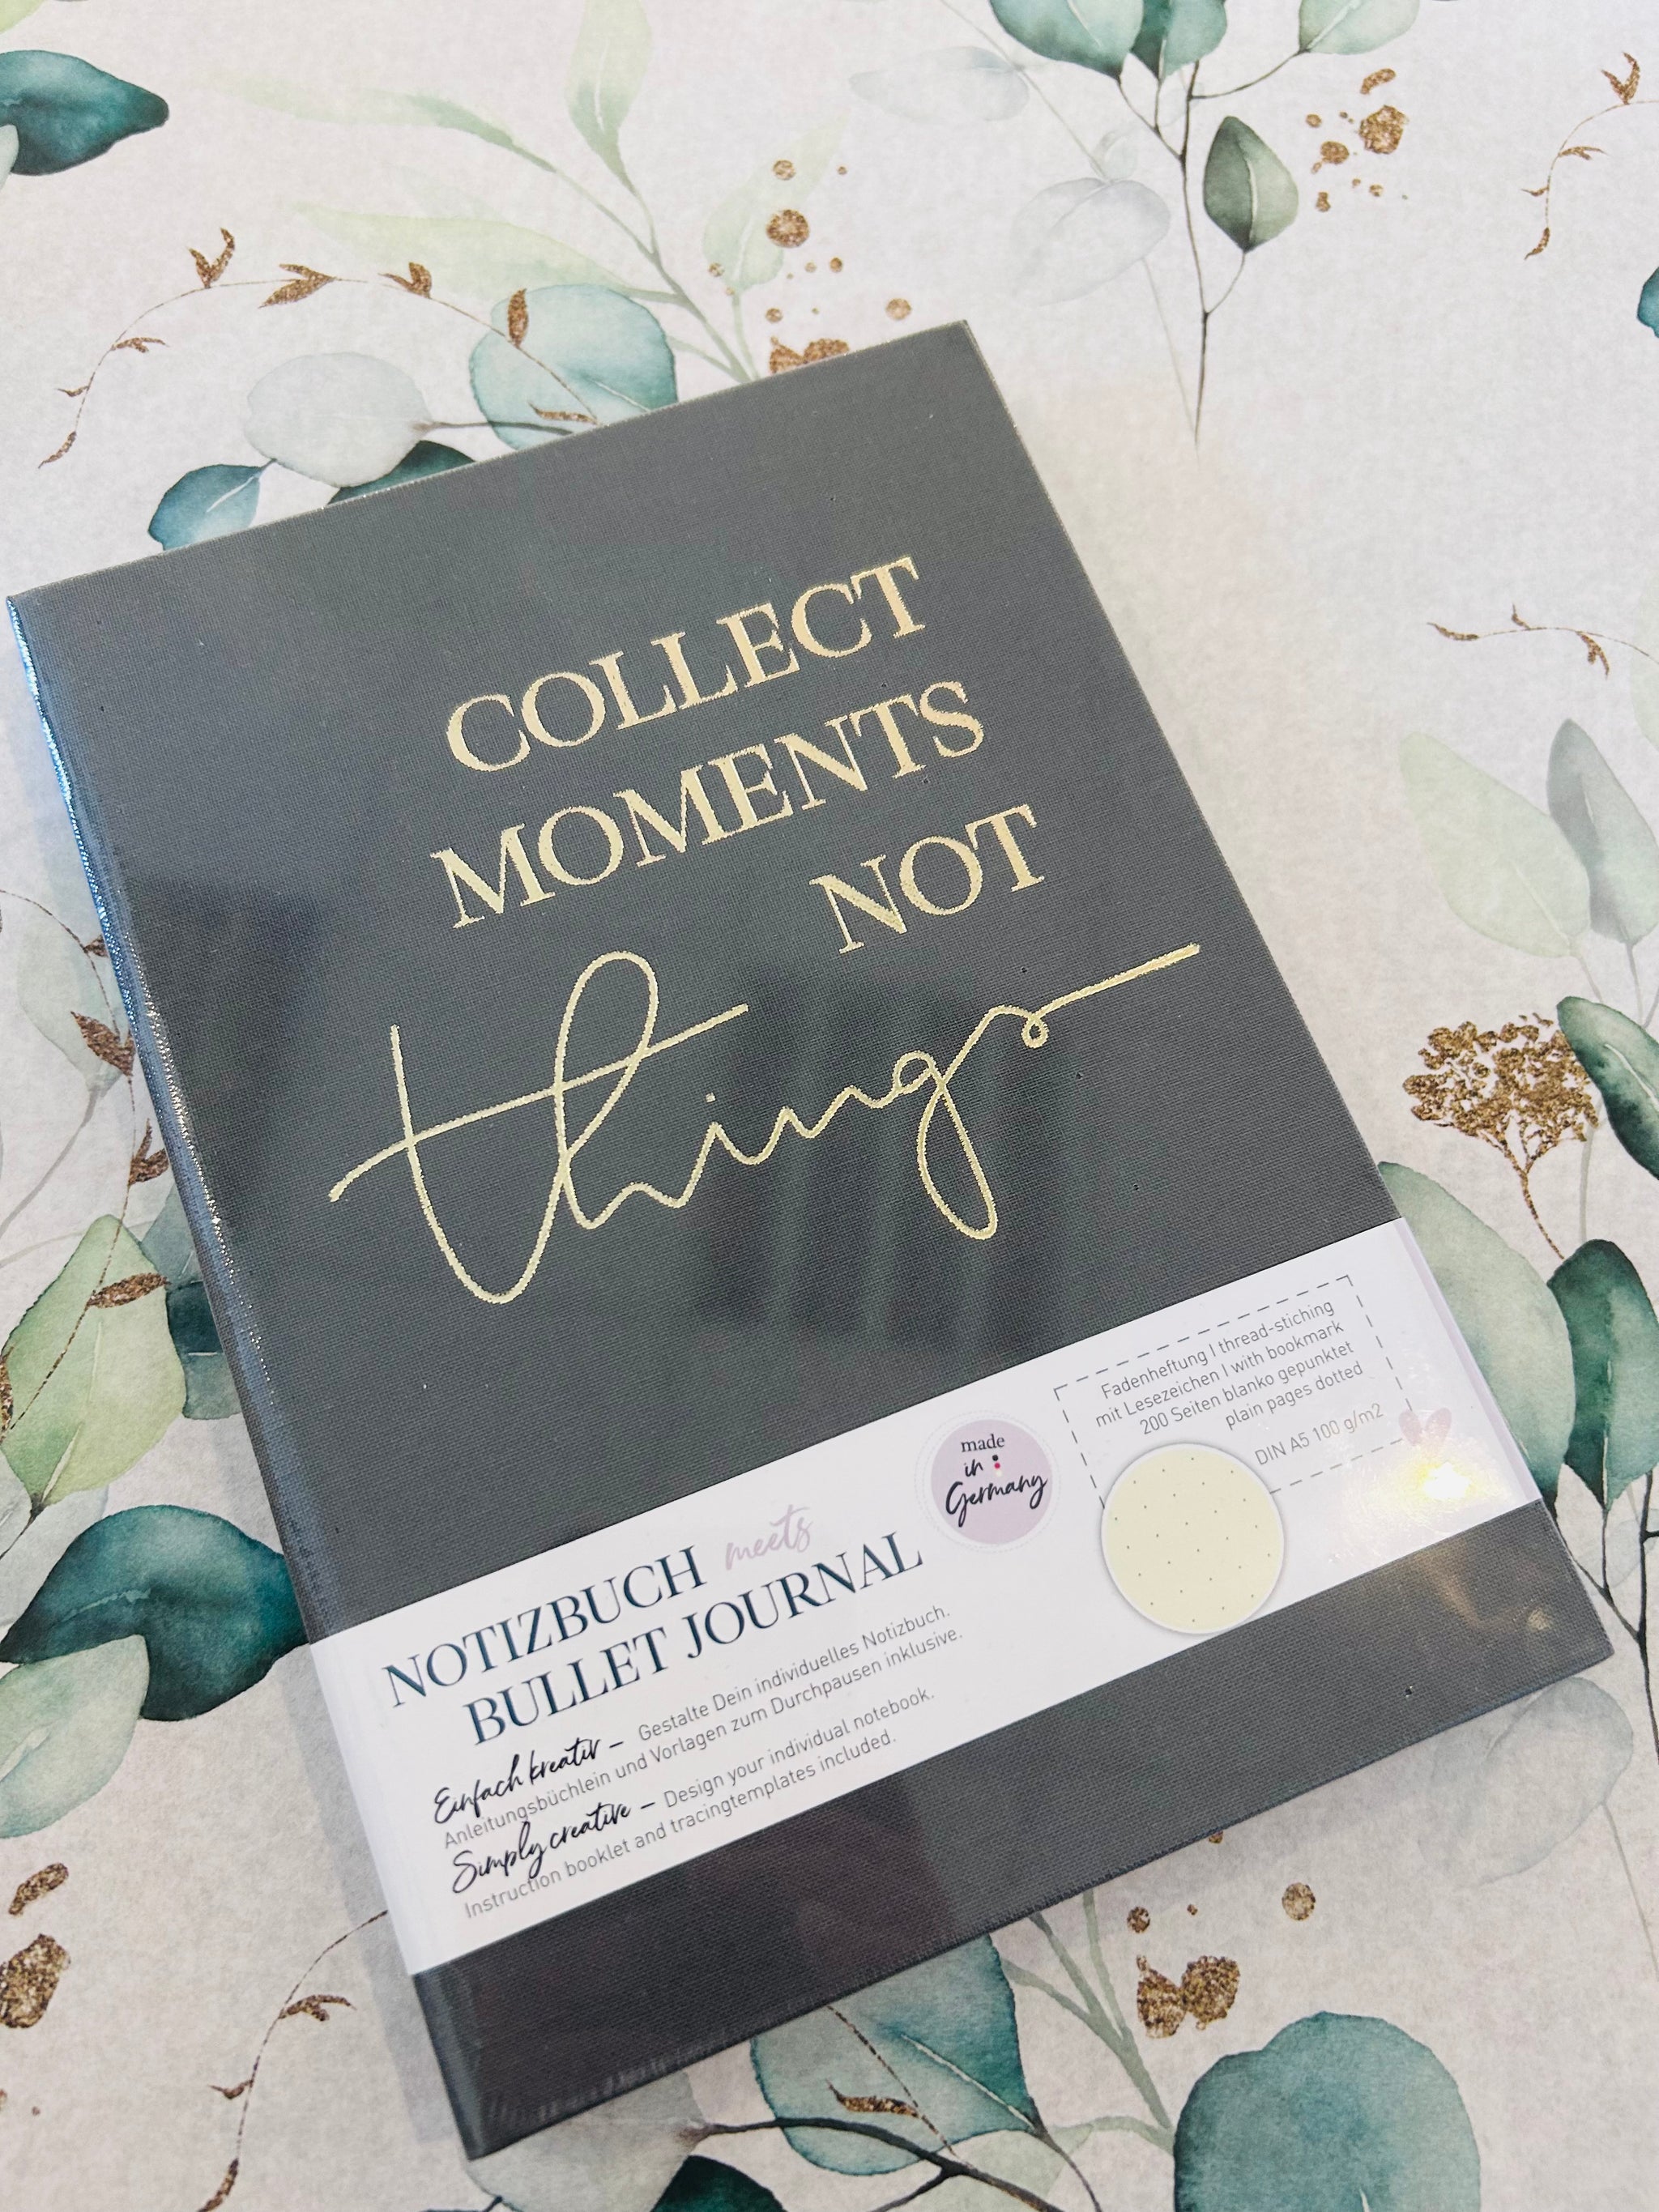 COLLECT
MOMENTS
NOT
things
Fadenheftung | thread-stiching
mit Lesezeichen | with bookmark
200 Seiten blanko gepunktet
plain pages dotted
DIN A5 100 g/m2
made
in
Germany
NOTIZBUCH meets
BULLET JOURNAL
Einfach kreativ – Gestalte Dein individuelles Notizbuch.
Anleitungsbüchlein und Vorlagen zum Durchpausen inklusive.
Simply creative – Design your individual notebook.
Instruction booklet and tracingtemplates included.